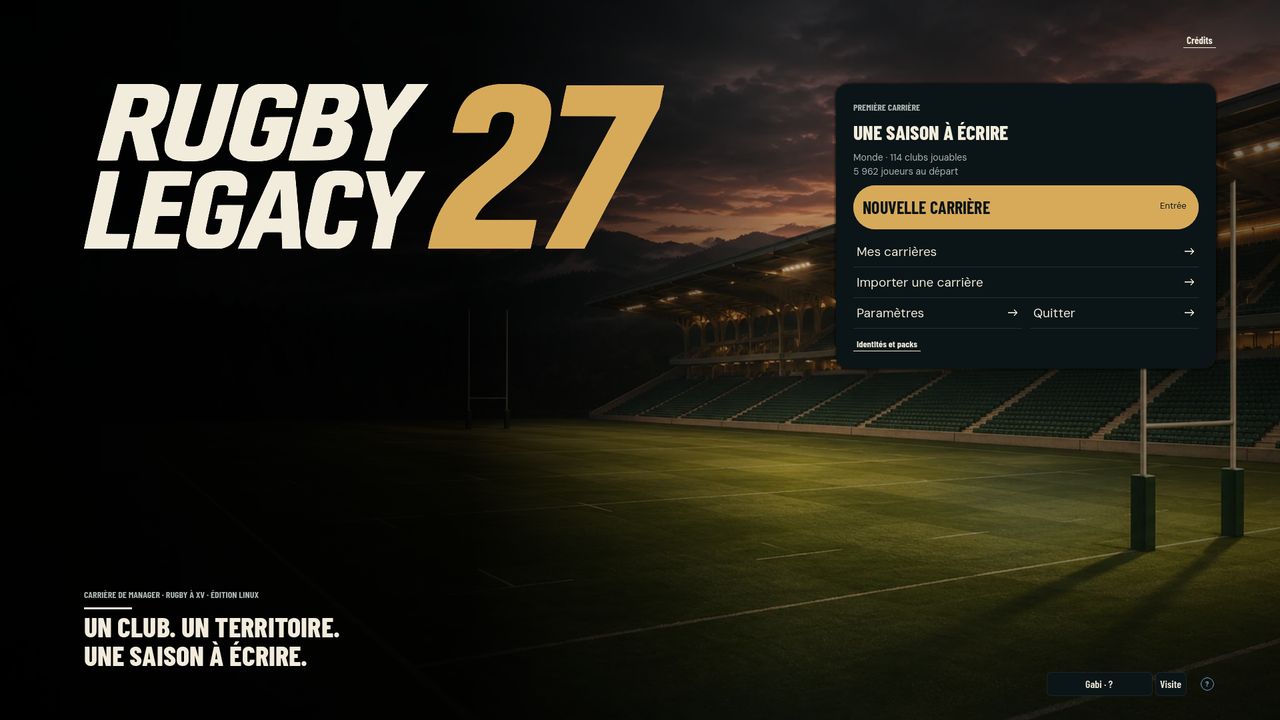 Crédits
RUGBY
LEGACY 27
PREMIÈRE CARRIÈRE
UNE SAISON À ÉCRIRE
Monde · 114 clubs jouables
5 962 joueurs au départ
NOUVELLE CARRIÈRE Entrée
Mes carrières →
Importer une carrière →
Paramètres → Quitter →
Identités et packs
CARRIÈRE DE MANAGER · RUGBY À XV · ÉDITION LINUX
UN CLUB. UN TERRITOIRE.
UNE SAISON À ÉCRIRE.
Gabi · ? Visite ?